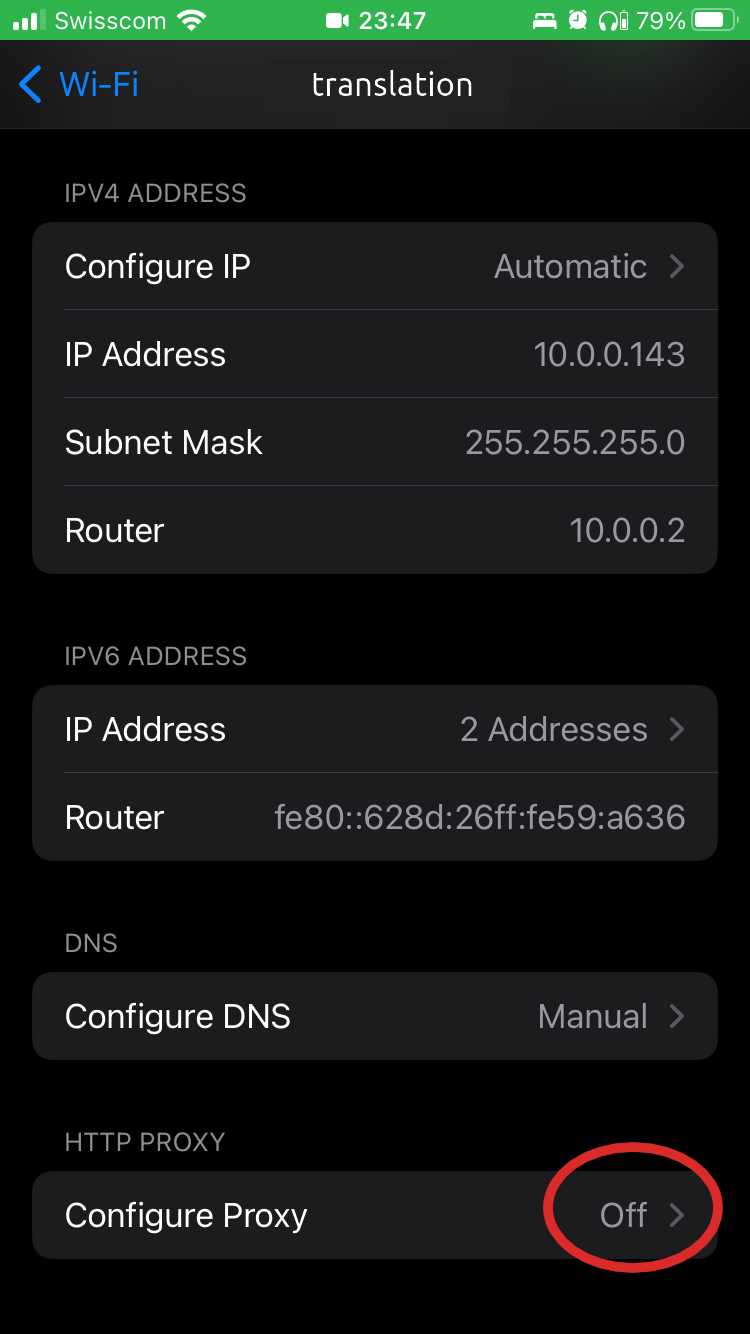 Swisscom 23:47 79%
Wi-Fi translation
IPV4 ADDRESS
Configure IP Automatic
IP Address 10.0.0.143
Subnet Mask 255.255.255.0
Router 10.0.0.2
IPV6 ADDRESS
IP Address 2 Addresses
Router fe80::628d:26ff:fe59:a636
DNS
Configure DNS Manual
HTTP PROXY
Configure Proxy Off